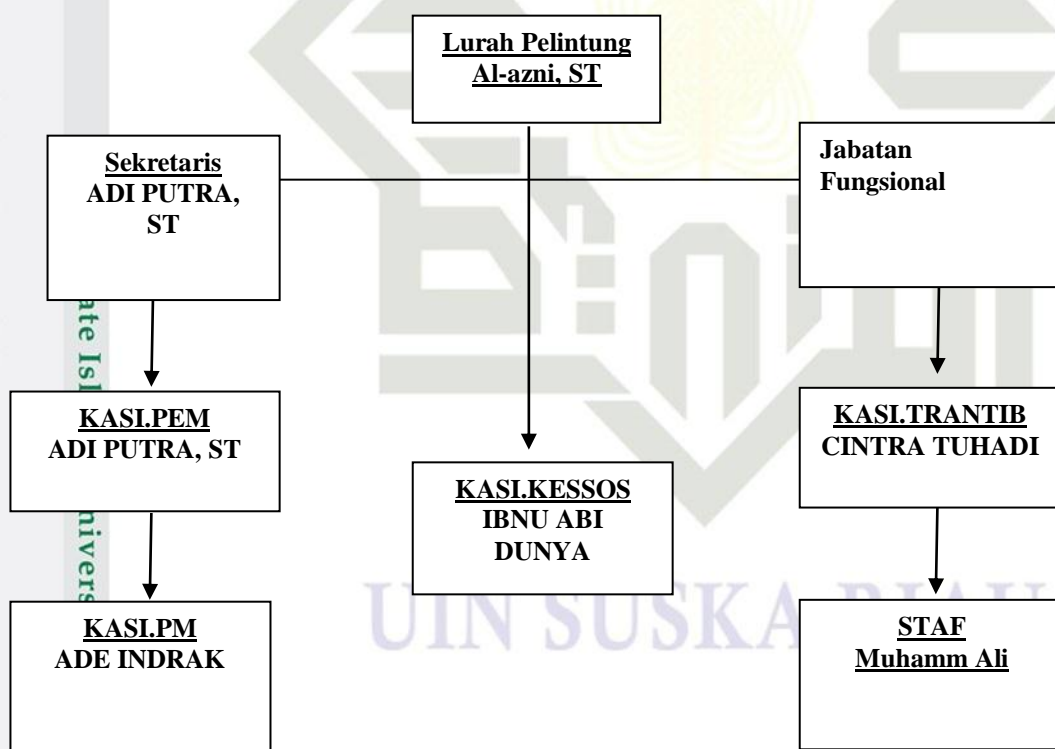 Lurah Pelintung
Al-azni, ST
Sekretaris
ADI PUTRA,
ST
Jabatan
Fungsional
KASI.PEM
ADI PUTRA, ST
KASI.TRANTIB
CINTRA TUHADI
KASI.KESSOS
IBNU ABI
DUNYA
KASI.PM
ADE INDRAK
STAF
Muhamm Ali
UIN SUSKA RIAU